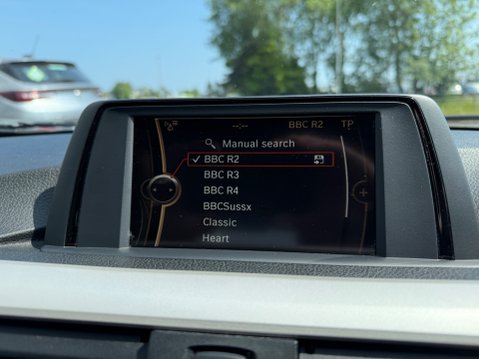 --:-- BBC R2 TP
Manual search
BBC R2
BBC R3
BBC R4
BBCSussx
Classic
Heart